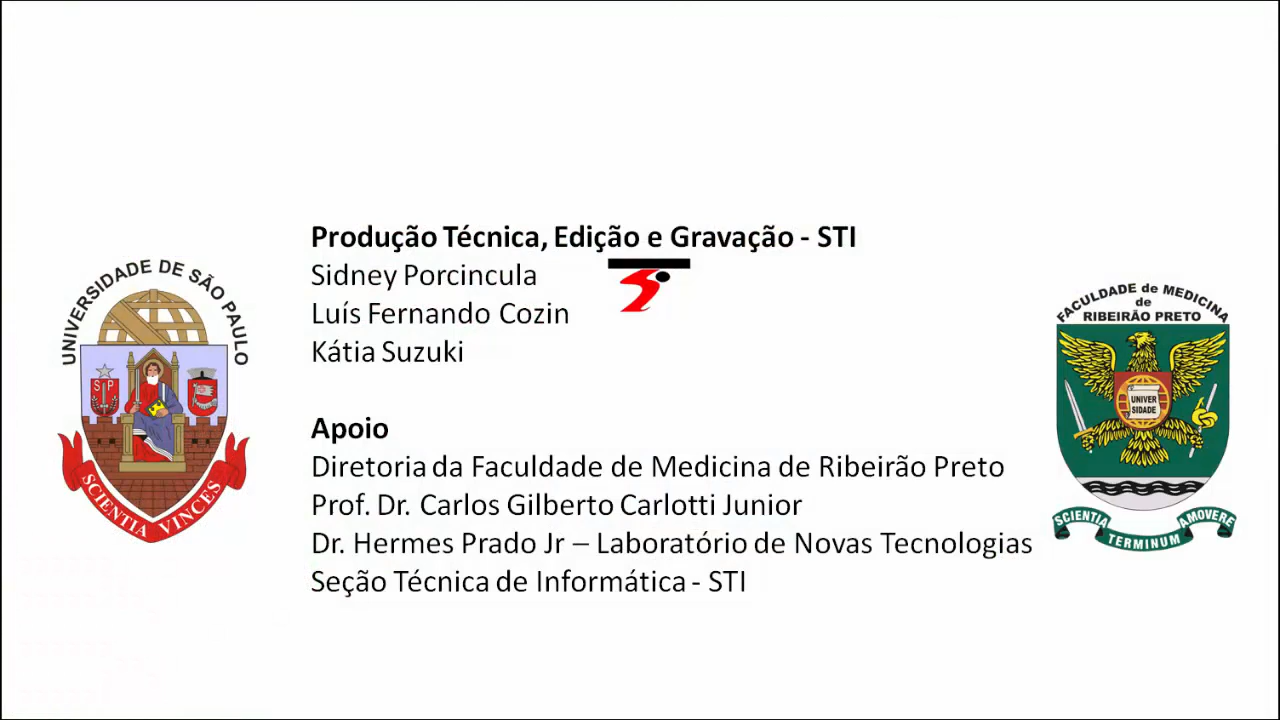 Produção Técnica, Edição e Gravação - STI
Sidney Porcincula
Luís Fernando Cozin
Kátia Suzuki
Apoio
Diretoria da Faculdade de Medicina de Ribeirão Preto
Prof. Dr. Carlos Gilberto Carlotti Junior
Dr. Hermes Prado Jr – Laboratório de Novas Tecnologias
Seção Técnica de Informática - STI
UNIVERSIDADE DE SÃO PAULO
S P
SCIENTIA VINCES
FACULDADE de MEDICINA
de
RIBEIRÃO PRETO
UNIVER
SIDADE
SCIENTIA
TERMINUM
AMOVERE